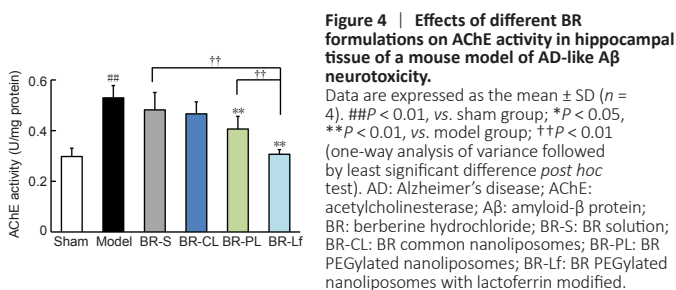 Figure 4 | Effects of different BR
formulations on AChE activity in hippocampal
tissue of a mouse model of AD-like Aβ
neurotoxicity.
Data are expressed as the mean ± SD (n =
4). ##P < 0.01, vs. sham group; *P < 0.05,
**P < 0.01, vs. model group; ††P < 0.01
(one-way analysis of variance followed
by least significant difference post hoc
test). AD: Alzheimer’s disease; AChE:
acetylcholinesterase; Aβ: amyloid-β protein;
BR: berberine hydrochloride; BR-S: BR solution;
BR-CL: BR common nanoliposomes; BR-PL: BR
PEGylated nanoliposomes; BR-Lf: BR PEGylated
nanoliposomes with lactoferrin modified.
AChE activity (U/mg protein)
0.6
0.4
0.2
0
##
††
††
**
**
Sham Model BR-S BR-CL BR-PL BR-Lf